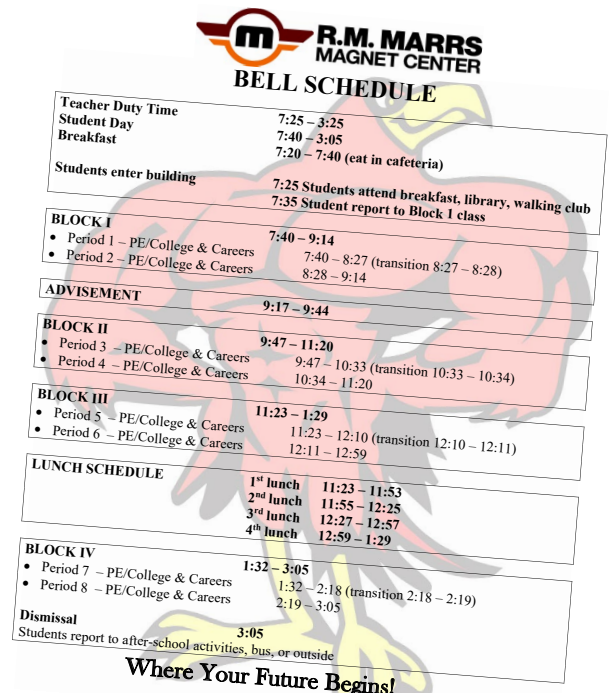 m R.M. MARRS
MAGNET CENTER
BELL SCHEDULE
Teacher Duty Time 7:25 – 3:25
Student Day 7:40 – 3:05
Breakfast 7:20 – 7:40 (eat in cafeteria)
Students enter building 7:25 Students attend breakfast, library, walking club
7:35 Student report to Block 1 class
BLOCK I 7:40 – 9:14
• Period 1 – PE/College & Careers 7:40 – 8:27 (transition 8:27 – 8:28)
• Period 2 – PE/College & Careers 8:28 – 9:14
ADVISEMENT 9:17 – 9:44
BLOCK II 9:47 – 11:20
• Period 3 – PE/College & Careers 9:47 – 10:33 (transition 10:33 – 10:34)
• Period 4 – PE/College & Careers 10:34 – 11:20
BLOCK III 11:23 – 1:29
• Period 5 – PE/College & Careers 11:23 – 12:10 (transition 12:10 – 12:11)
• Period 6 – PE/College & Careers 12:11 – 12:59
LUNCH SCHEDULE 1st lunch 11:23 – 11:53
2nd lunch 11:55 – 12:25
3rd lunch 12:27 – 12:57
4th lunch 12:59 – 1:29
BLOCK IV 1:32 – 3:05
• Period 7 – PE/College & Careers 1:32 – 2:18 (transition 2:18 – 2:19)
• Period 8 – PE/College & Careers 2:19 – 3:05
Dismissal 3:05
Students report to after-school activities, bus, or outside
Where Your Future Begins!